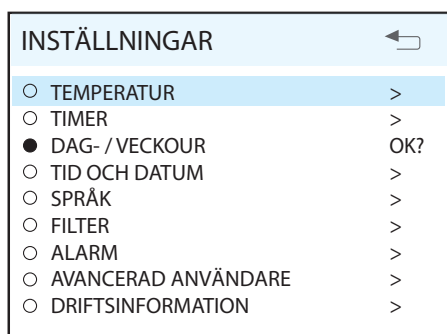 INSTÄLLNINGAR
TEMPERATUR >
TIMER >
DAG- / VECKOUR OK?
TID OCH DATUM >
SPRÅK >
FILTER >
ALARM >
AVANCERAD ANVÄNDARE >
DRIFTSINFORMATION >